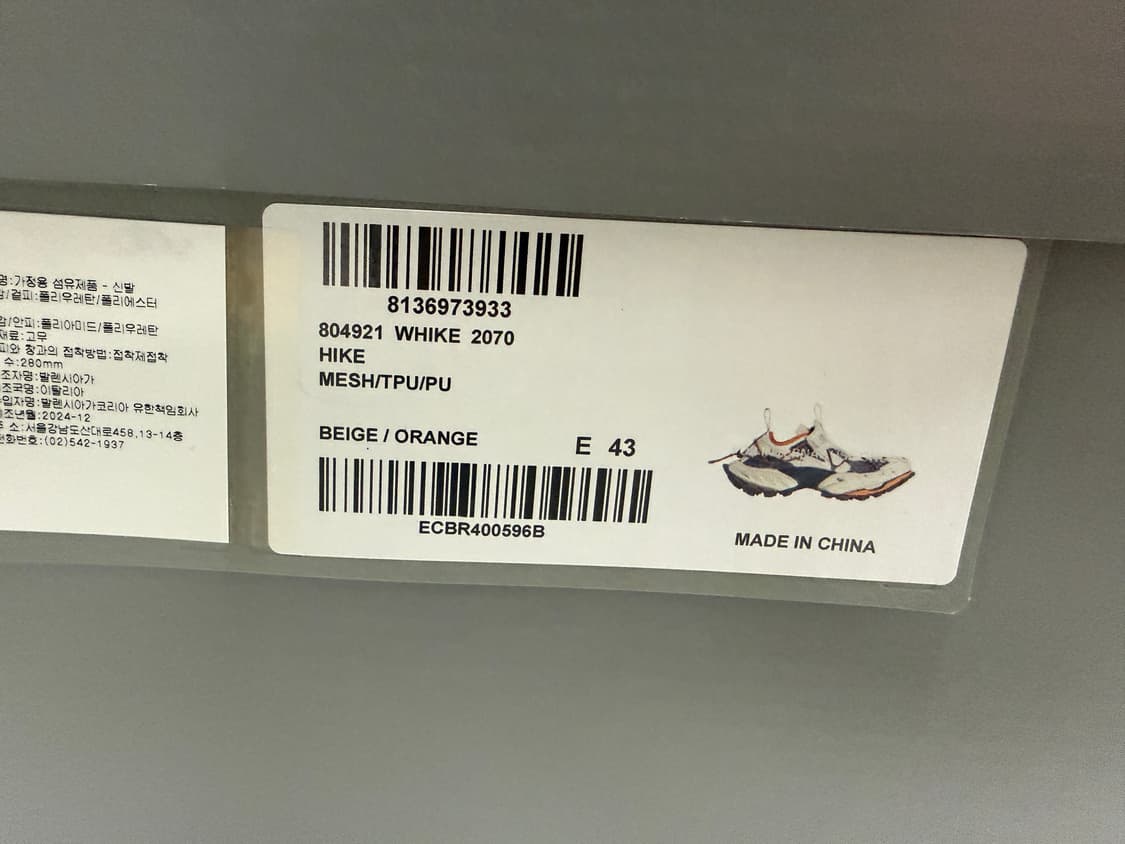 명:가정용 섬유제품 - 신발
감/겉피:폴리우레탄/폴리에스터
감/안피:폴리아미드/폴리우레탄
재료:고무
피와 창과의 접착방법:접착제접착
수:280mm
조자명:발렌시아가
조국명:이탈리아
입자명:발렌시아가코리아 유한책임회사
조년월:2024-12
소:서울강남도산대로458,13-14층
전화번호:(02)542-1937
8136973933
804921 WHIKE 2070
HIKE
MESH/TPU/PU
BEIGE / ORANGE E 43
ECBR400596B
MADE IN CHINA